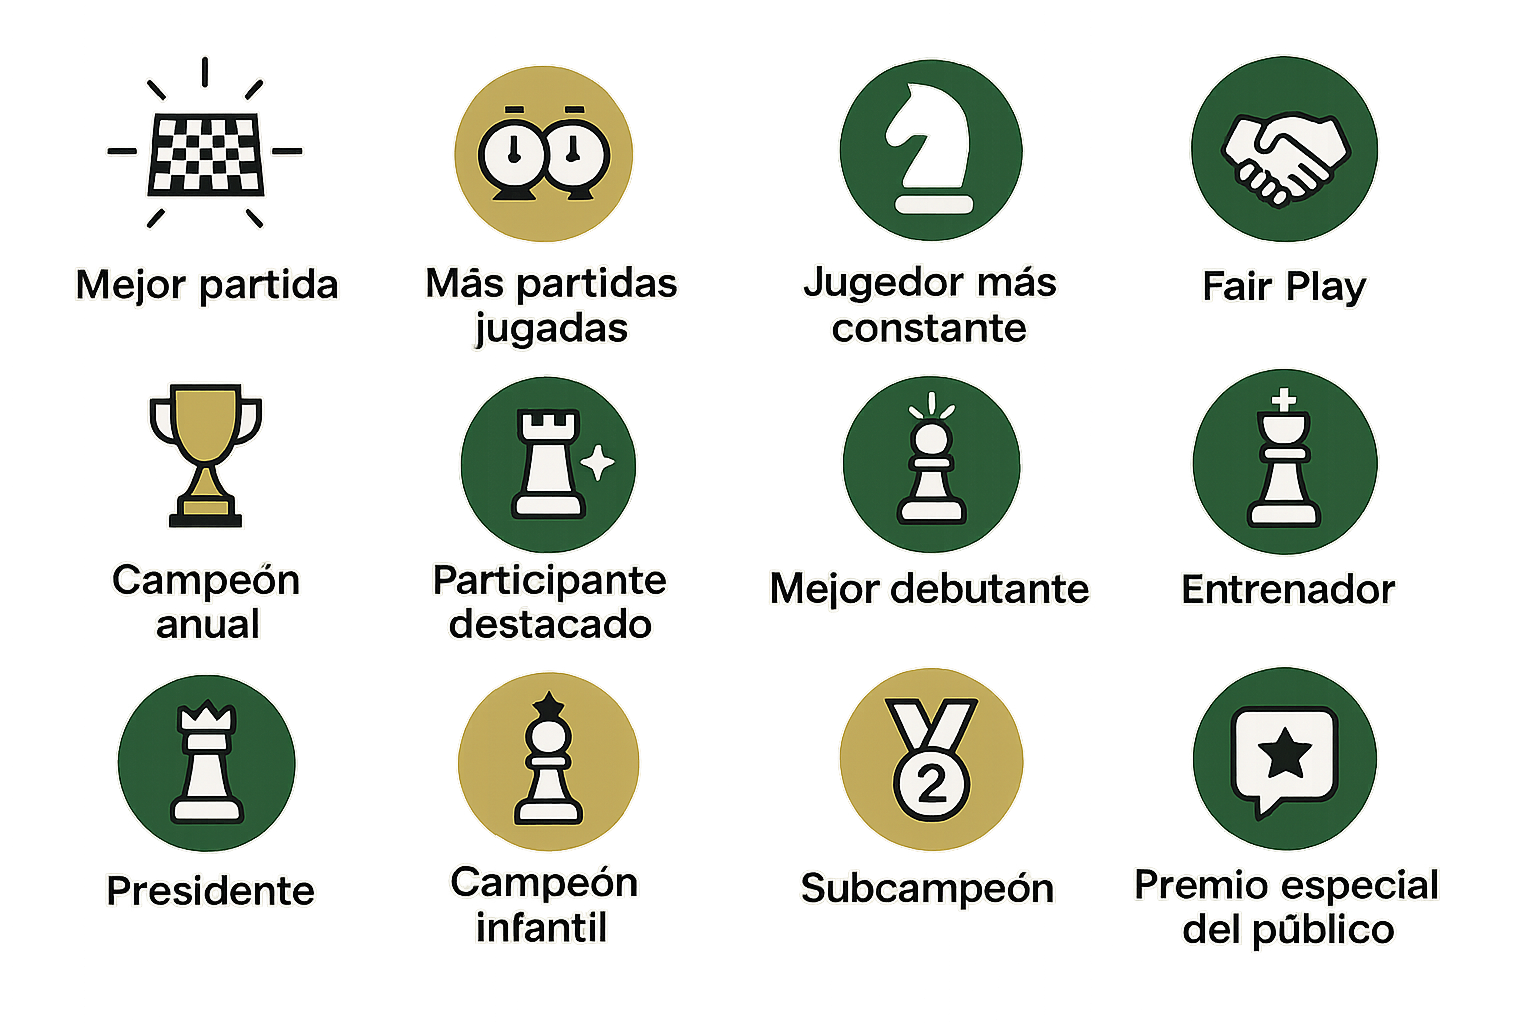 Mejor partida
Más partidas
jugadas
Jugedor más
constante
Fair Play
Campeón
anual
Participante
destacado
Mejor debutante
Entrenador
Presidente
Campeón
infantil
2
Subcampeón
Premio especial
del público